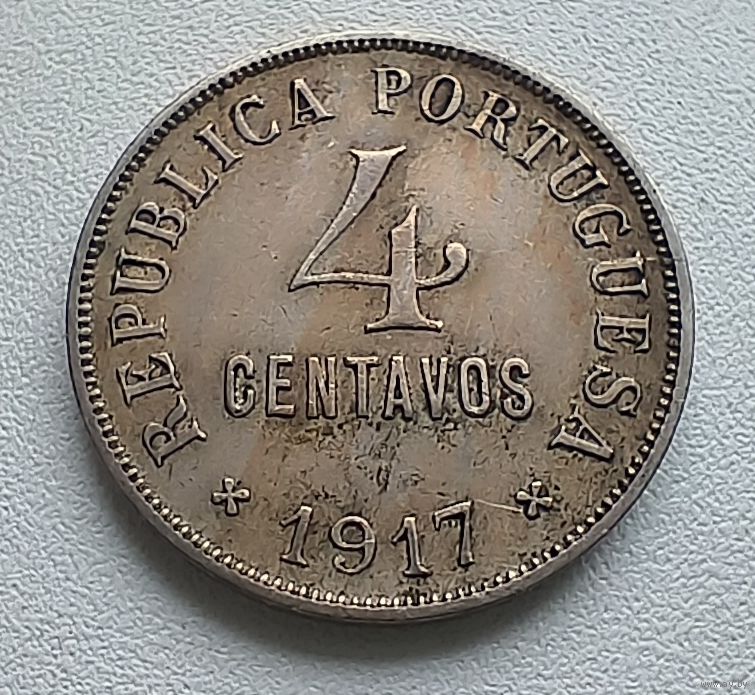 REPUBLICA PORTUGUESA
4
CENTAVOS
1917